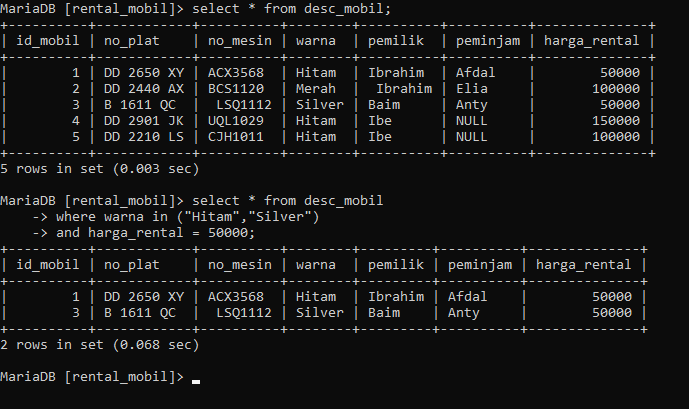 MariaDB [rental_mobil]> select * from desc_mobil;
+----------+------------+-----------+--------+----------+----------+--------------+
| id_mobil | no_plat    | no_mesin  | warna  | pemilik  | peminjam | harga_rental |
+----------+------------+-----------+--------+----------+----------+--------------+
|        1 | DD 2650 XY | ACX3568   | Hitam  | Ibrahim  | Afdal    |        50000 |
|        2 | DD 2440 AX | BCS1120   | Merah  |  Ibrahim | Elia     |       100000 |
|        3 | B 1611 QC  |  LSQ1112  | Silver | Baim     | Anty     |        50000 |
|        4 | DD 2901 JK | UQL1029   | Hitam  | Ibe      | NULL     |       150000 |
|        5 | DD 2210 LS | CJH1011   | Hitam  | Ibe      | NULL     |       100000 |
+----------+------------+-----------+--------+----------+----------+--------------+
5 rows in set (0.003 sec)
MariaDB [rental_mobil]> select * from desc_mobil
    -> where warna in ("Hitam","Silver")
    -> and harga_rental = 50000;
+----------+------------+----------+--------+---------+----------+--------------+
| id_mobil | no_plat    | no_mesin | warna  | pemilik | peminjam | harga_rental |
+----------+------------+----------+--------+---------+----------+--------------+
|        1 | DD 2650 XY | ACX3568  | Hitam  | Ibrahim | Afdal    |        50000 |
|        3 | B 1611 QC  |  LSQ1112 | Silver | Baim    | Anty     |        50000 |
+----------+------------+----------+--------+---------+----------+--------------+
2 rows in set (0.068 sec)
MariaDB [rental_mobil]>